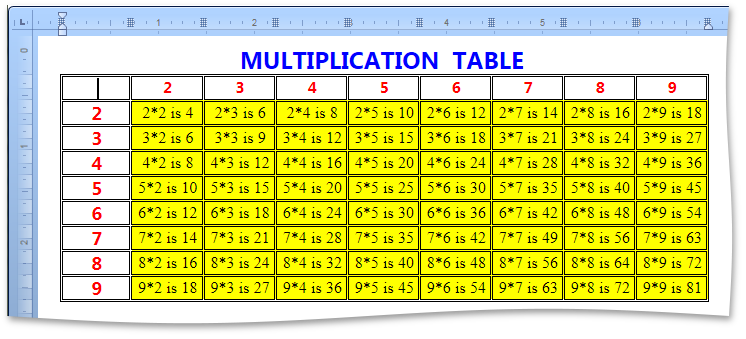 L 1 2 3 4 5
0
1
2
MULTIPLICATION TABLE
2 3 4 5 6 7 8 9
2 2*2 is 4 2*3 is 6 2*4 is 8 2*5 is 10 2*6 is 12 2*7 is 14 2*8 is 16 2*9 is 18
3 3*2 is 6 3*3 is 9 3*4 is 12 3*5 is 15 3*6 is 18 3*7 is 21 3*8 is 24 3*9 is 27
4 4*2 is 8 4*3 is 12 4*4 is 16 4*5 is 20 4*6 is 24 4*7 is 28 4*8 is 32 4*9 is 36
5 5*2 is 10 5*3 is 15 5*4 is 20 5*5 is 25 5*6 is 30 5*7 is 35 5*8 is 40 5*9 is 45
6 6*2 is 12 6*3 is 18 6*4 is 24 6*5 is 30 6*6 is 36 6*7 is 42 6*8 is 48 6*9 is 54
7 7*2 is 14 7*3 is 21 7*4 is 28 7*5 is 35 7*6 is 42 7*7 is 49 7*8 is 56 7*9 is 63
8 8*2 is 16 8*3 is 24 8*4 is 32 8*5 is 40 8*6 is 48 8*7 is 56 8*8 is 64 8*9 is 72
9 9*2 is 18 9*3 is 27 9*4 is 36 9*5 is 45 9*6 is 54 9*7 is 63 9*8 is 72 9*9 is 81